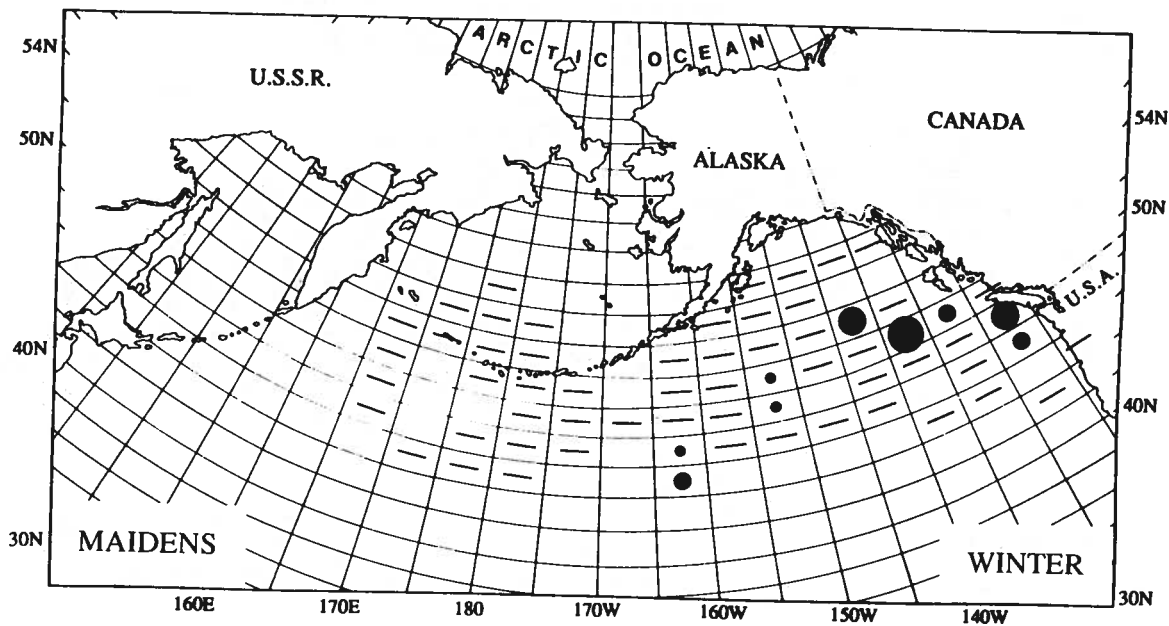 ARCTIC OCEAN
54N
U.S.S.R.
CANADA
54N
50N
ALASKA
50N
U.S.A.
40N
40N
30N
MAIDENS
WINTER
30N
160E
170E
180
170W
160W
150W
140W